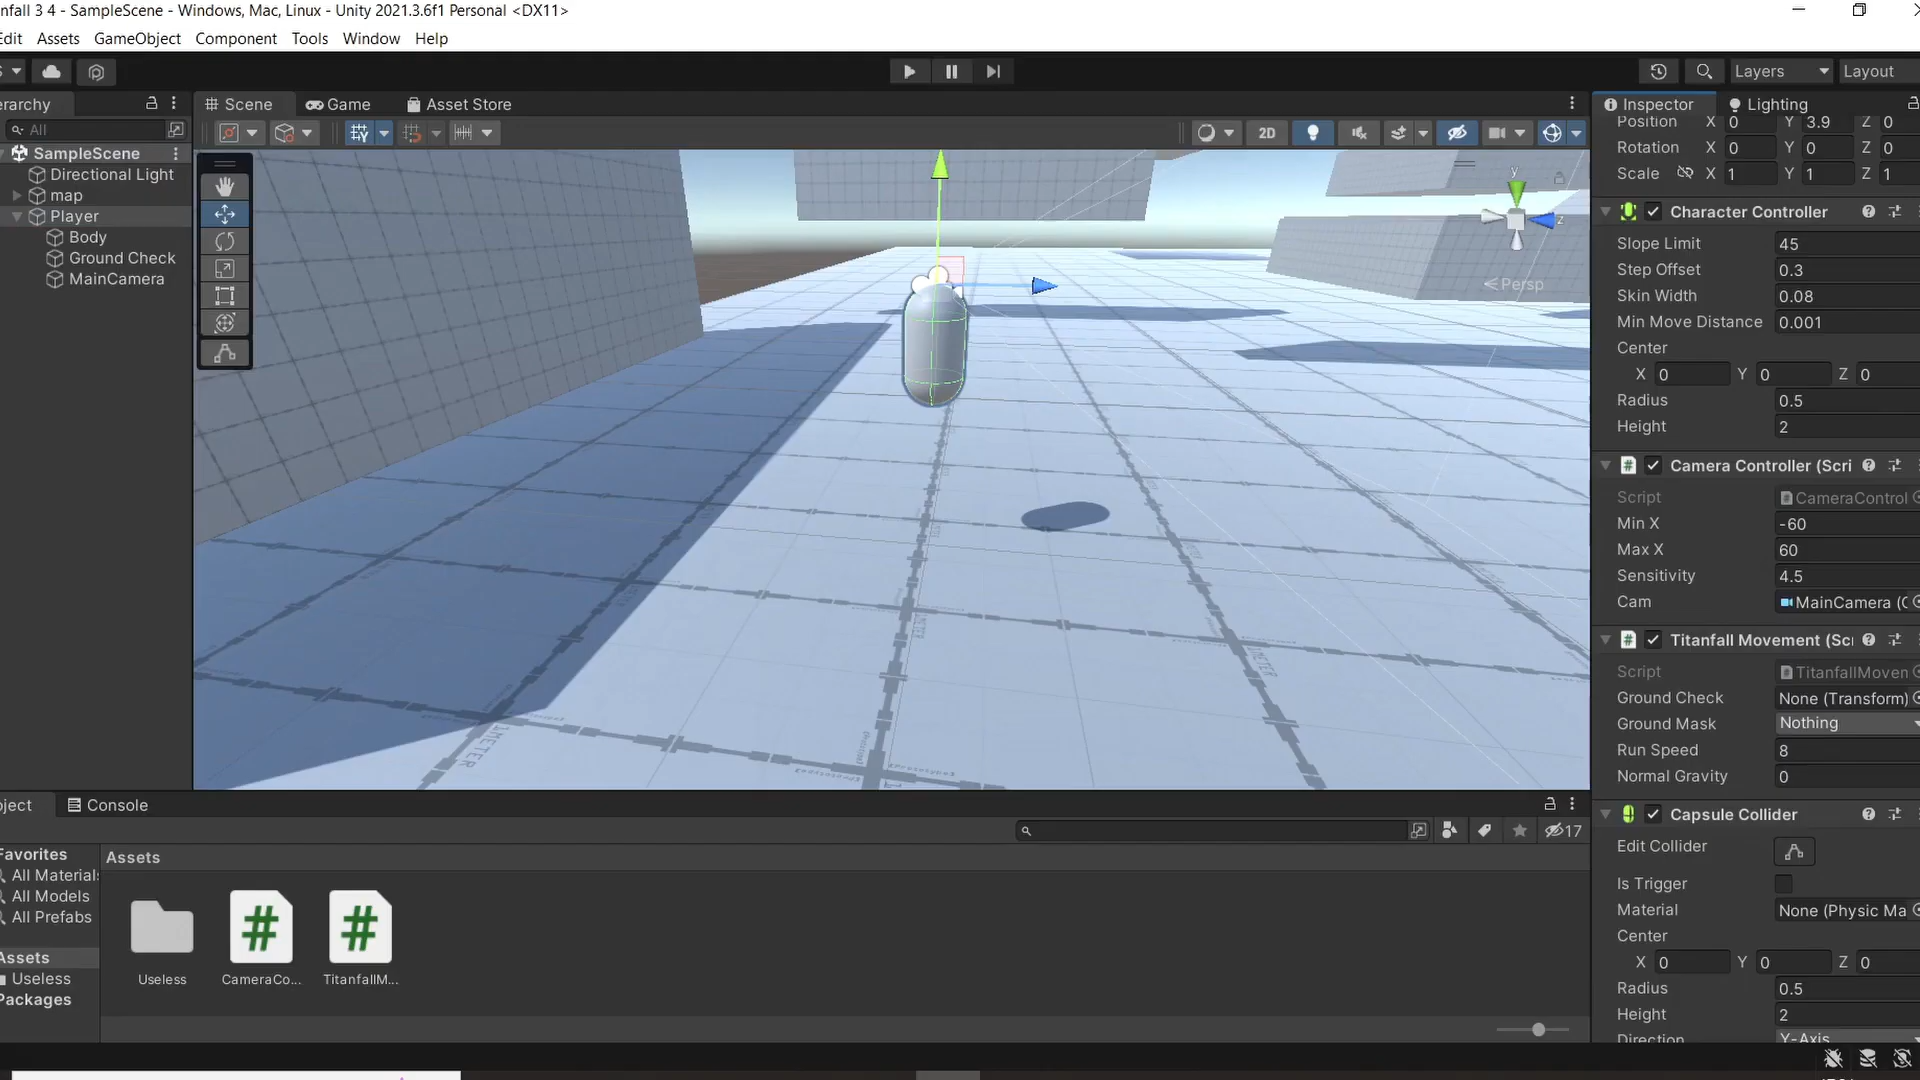 nfall 3 4 - SampleScene - Windows, Mac, Linux - Unity 2021.3.6f1 Personal <DX11>
Edit Assets GameObject Component Tools Window Help
Layers Layout
erarchy
All
SampleScene
Directional Light
map
Player
Body
Ground Check
MainCamera
Scene Game Asset Store
2D
y
z
Persp
METER
METER
Inspector Lighting
Position X 0 Y 3.9 Z 0
Rotation X 0 Y 0 Z 0
Scale X 1 Y 1 Z 1
Character Controller
Slope Limit 45
Step Offset 0.3
Skin Width 0.08
Min Move Distance 0.001
Center
X 0 Y 0 Z 0
Radius 0.5
Height 2
Camera Controller (Scri
Script CameraControl
Min X -60
Max X 60
Sensitivity 4.5
Cam MainCamera (C
Titanfall Movement (Sc
Script TitanfallMoven
Ground Check None (Transform)
Ground Mask Nothing
Run Speed 8
Normal Gravity 0
Capsule Collider
Edit Collider
Is Trigger
Material None (Physic Ma
Center
X 0 Y 0 Z 0
Radius 0.5
Height 2
Direction Y-Axis
oject Console
17
Favorites
All Materials
All Models
All Prefabs
Assets
Useless
Packages
Assets
Useless CameraCo... TitanfallM...